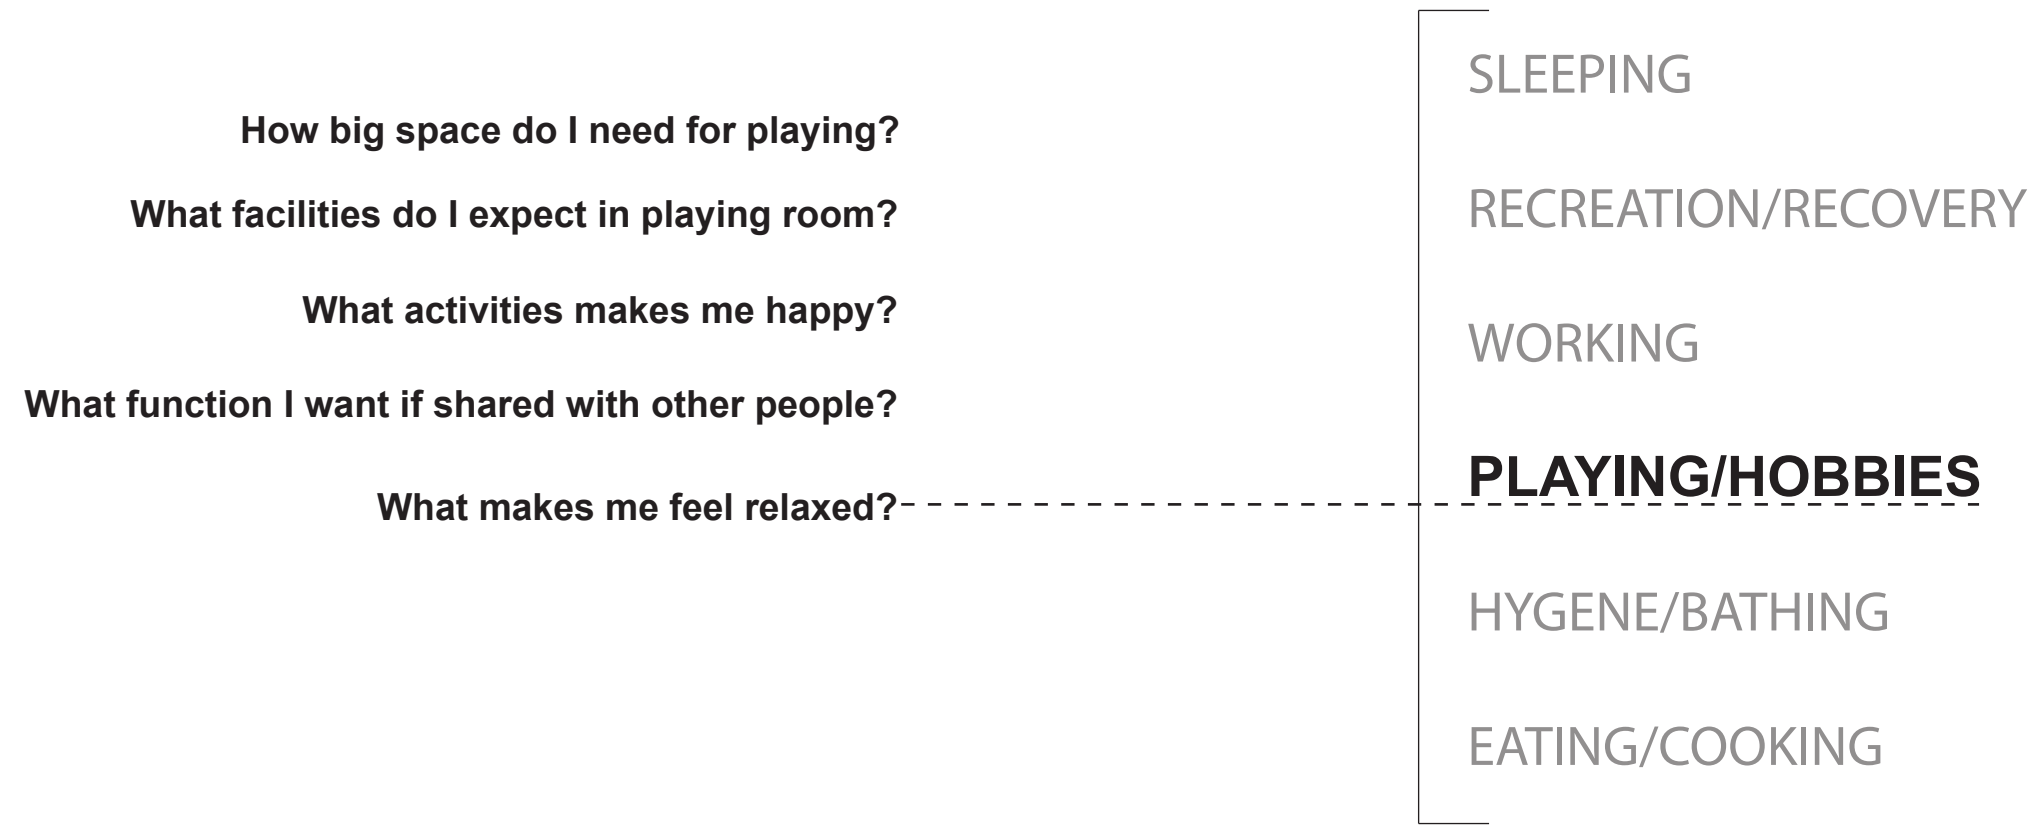 How big space do I need for playing?
What facilities do I expect in playing room?
What activities makes me happy?
What function I want if shared with other people?
What makes me feel relaxed?
SLEEPING
RECREATION/RECOVERY
WORKING
PLAYING/HOBBIES
HYGENE/BATHING
EATING/COOKING